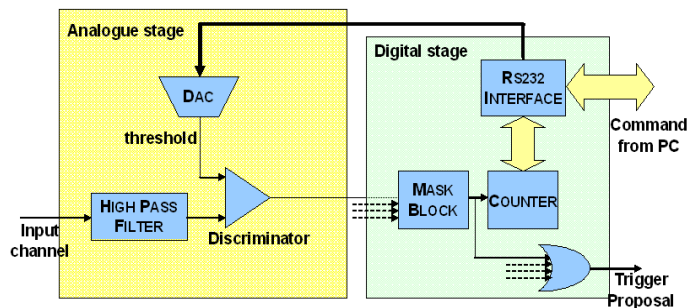 Analogue stage
Digital stage
DAC
RS232
INTERFACE
threshold
Command
from PC
HIGH PASS
FILTER
MASK
BLOCK
COUNTER
Input
channel
Discriminator
Trigger
Proposal